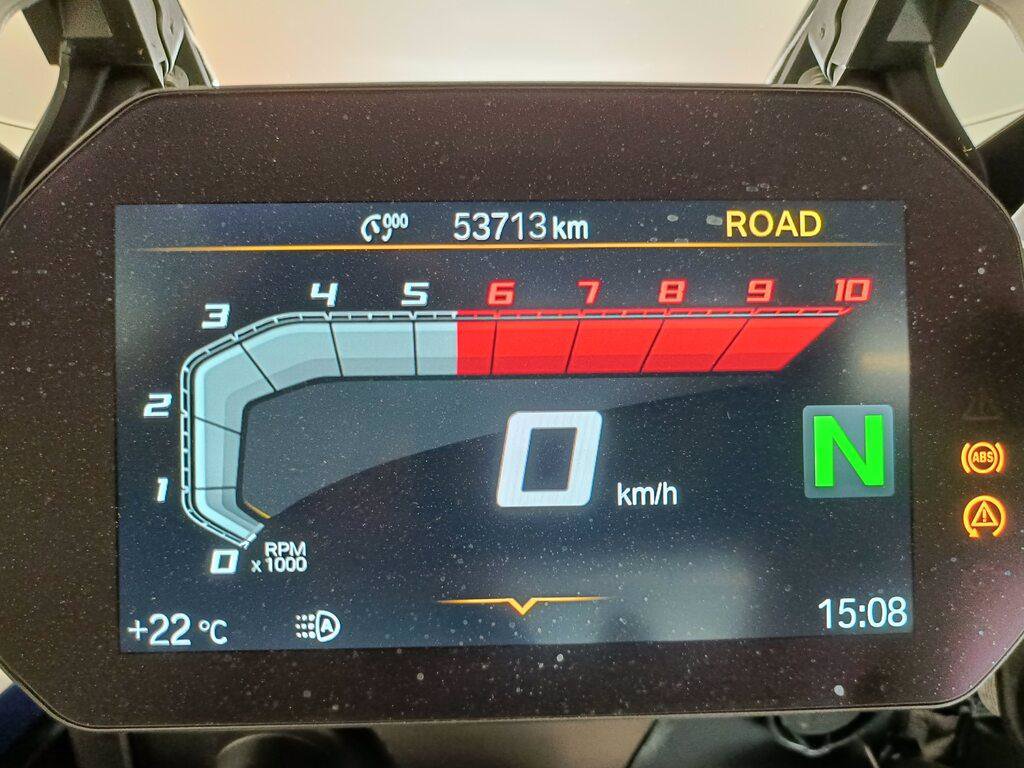 900 53713 km ROAD
4 5 6 7 8 9 10
3
2
1
0 km/h N
ABS
0 RPM
x 1000
+22 °C A 15:08